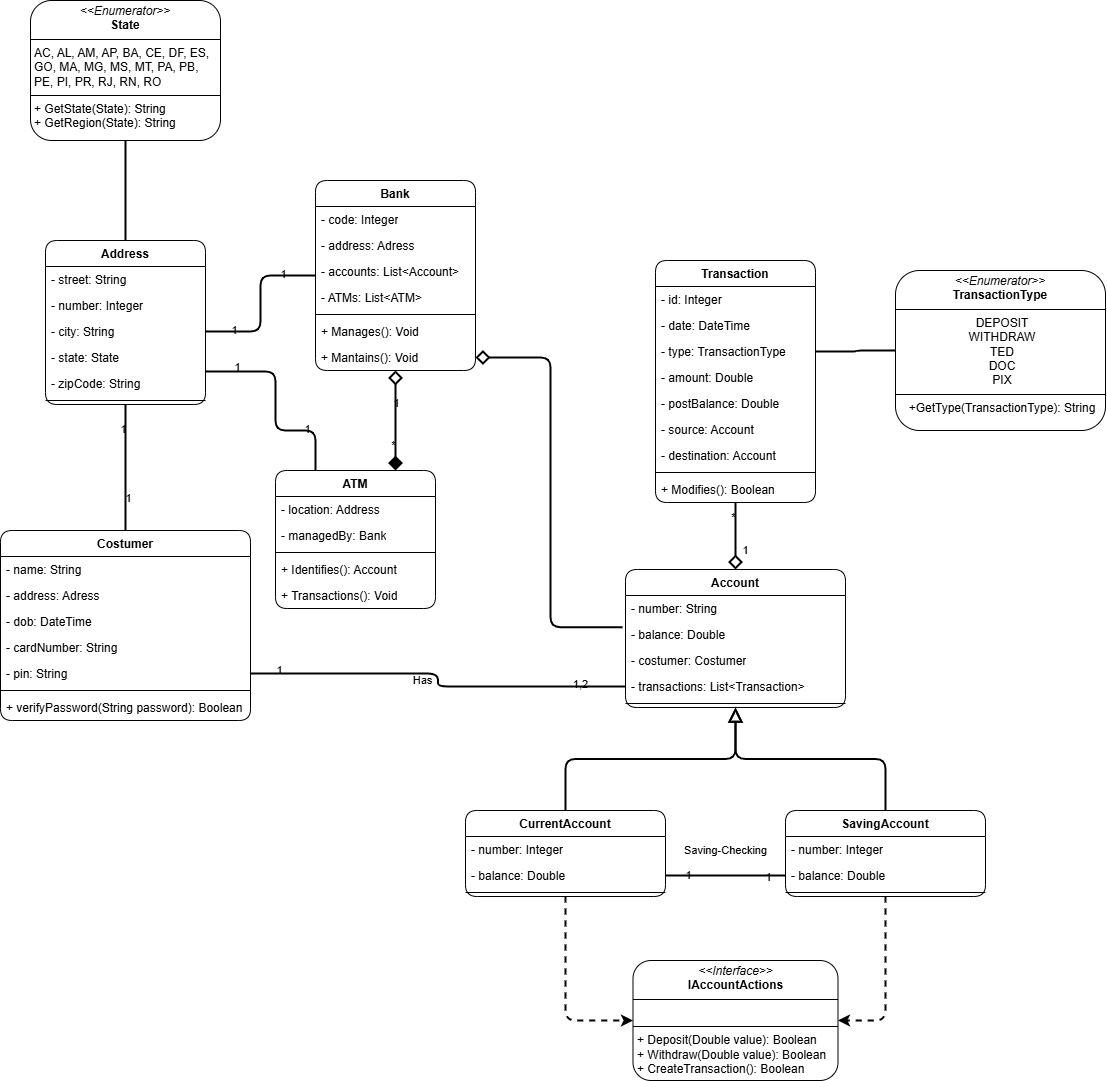 <<Enumerator>>
State
AC, AL, AM, AP, BA, CE, DF, ES,
GO, MA, MG, MS, MT, PA, PB,
PE, PI, PR, RJ, RN, RO
+ GetState(State): String
+ GetRegion(State): String
Address
- street: String
- number: Integer
- city: String
- state: State
- zipCode: String
1
1
1
1
1
1
Bank
- code: Integer
- address: Adress
- accounts: List<Account>
- ATMs: List<ATM>
+ Manages(): Void
+ Mantains(): Void
1
*
ATM
- location: Address
- managedBy: Bank
+ Identifies(): Account
+ Transactions(): Void
Transaction
- id: Integer
- date: DateTime
- type: TransactionType
- amount: Double
- postBalance: Double
- source: Account
- destination: Account
+ Modifies(): Boolean
*
1
<<Enumerator>>
TransactionType
DEPOSIT
WITHDRAW
TED
DOC
PIX
+GetType(TransactionType): String
Costumer
- name: String
- address: Adress
- dob: DateTime
- cardNumber: String
- pin: String
+ verifyPassword(String password): Boolean
1
Has
1,2
Account
- number: String
- balance: Double
- costumer: Costumer
- transactions: List<Transaction>
CurrentAccount
- number: Integer
- balance: Double
Saving-Checking
1
1
SavingAccount
- number: Integer
- balance: Double
<<Interface>>
IAccountActions
+ Deposit(Double value): Boolean
+ Withdraw(Double value): Boolean
+ CreateTransaction(): Boolean